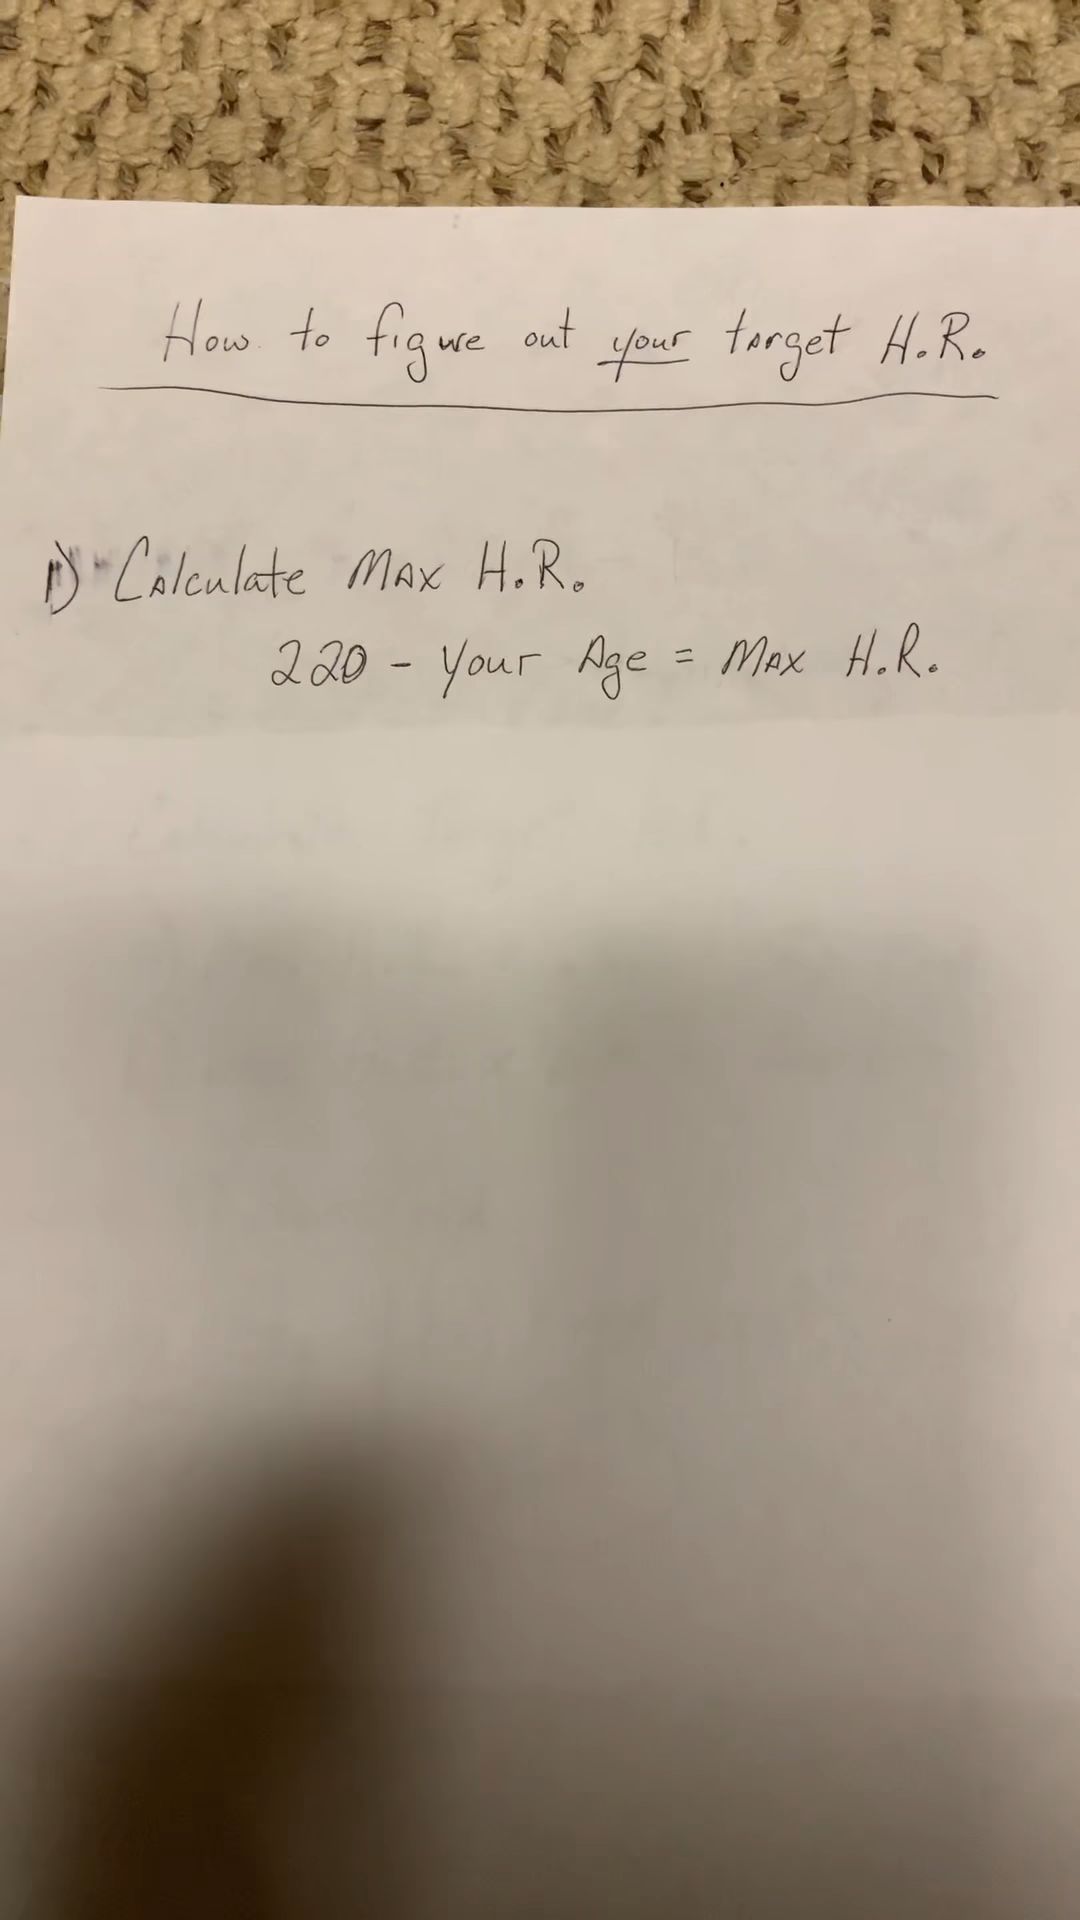 How to figure out your target H.R.
1) Calculate Max H.R.
220 - Your Age = Max H.R.